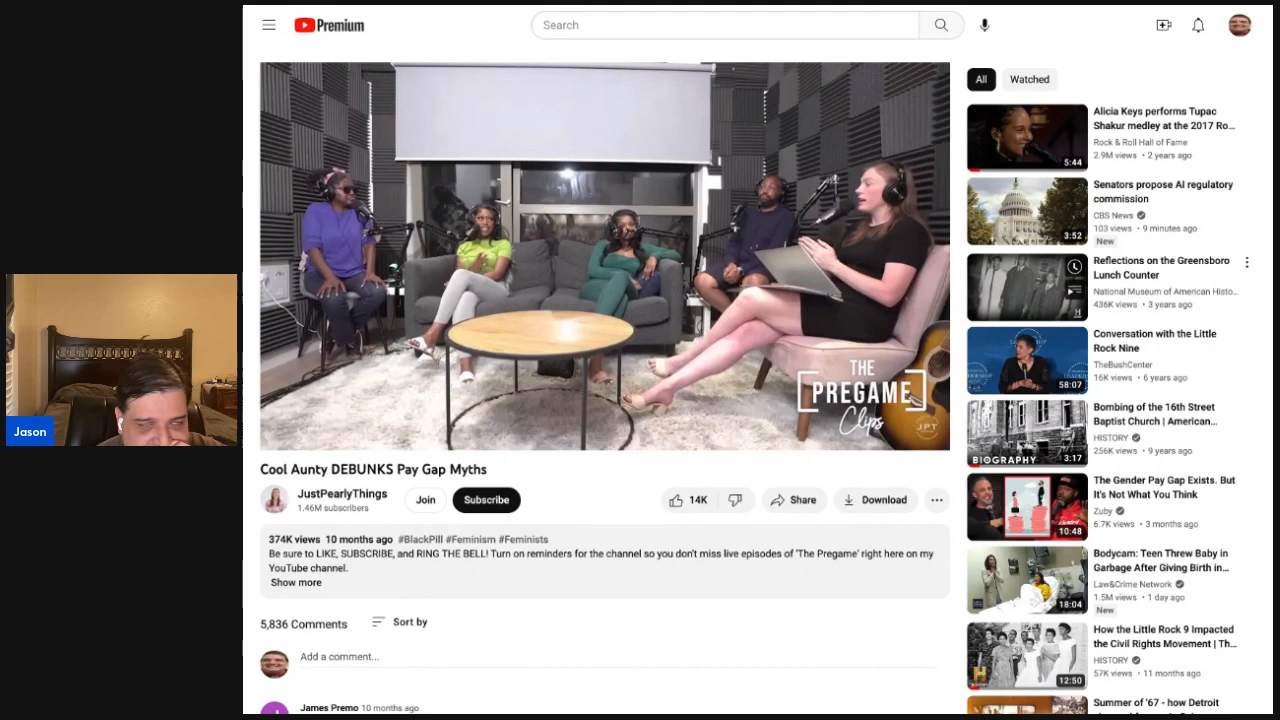 Premium
Search
THE
PREGAME
Clips
JPT
Jason
Cool Aunty DEBUNKS Pay Gap Myths
JustPearlyThings
1.46M subscribers
Join
Subscribe
14K
Share
Download
374K views 10 months ago #BlackPill #Feminism #Feminists
Be sure to LIKE, SUBSCRIBE, and RING THE BELL! Turn on reminders for the channel so you don't miss live episodes of 'The Pregame' right here on my
YouTube channel.
Show more
5,836 Comments
Sort by
Add a comment...
James Premo 10 months ago
All
Watched
5:44
Alicia Keys performs Tupac
Shakur medley at the 2017 Ro...
Rock & Roll Hall of Fame
2.9M views • 2 years ago
3:52
Senators propose AI regulatory
commission
CBS News
103 views • 9 minutes ago
New
Reflections on the Greensboro
Lunch Counter
National Museum of American Histo...
436K views • 3 years ago
58:07
Conversation with the Little
Rock Nine
TheBushCenter
16K views • 6 years ago
BIOGRAPHY
3:17
Bombing of the 16th Street
Baptist Church | American...
HISTORY
256K views • 9 years ago
10:48
The Gender Pay Gap Exists. But
It's Not What You Think
Zuby
6.7K views • 3 months ago
18:04
Bodycam: Teen Threw Baby in
Garbage After Giving Birth in...
Law&Crime Network
1.5M views • 1 day ago
New
H
12:50
How the Little Rock 9 Impacted
the Civil Rights Movement | Th...
HISTORY
57K views • 11 months ago
Summer of '67 - how Detroit